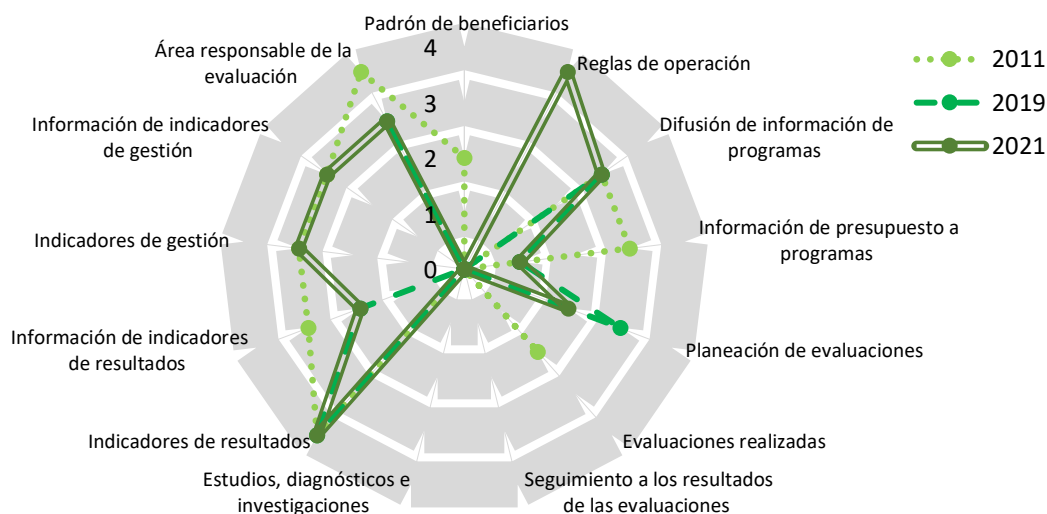 Padrón de beneficiarios
Área responsable de la
evaluación
Reglas de operación
2011
2019
2021
Información de indicadores
de gestión
Difusión de información de
programas
Indicadores de gestión
Información de presupuesto a
programas
Información de indicadores
de resultados
Planeación de evaluaciones
Indicadores de resultados
Evaluaciones realizadas
Estudios, diagnósticos e
investigaciones
Seguimiento a los resultados
de las evaluaciones
4
3
2
1
0